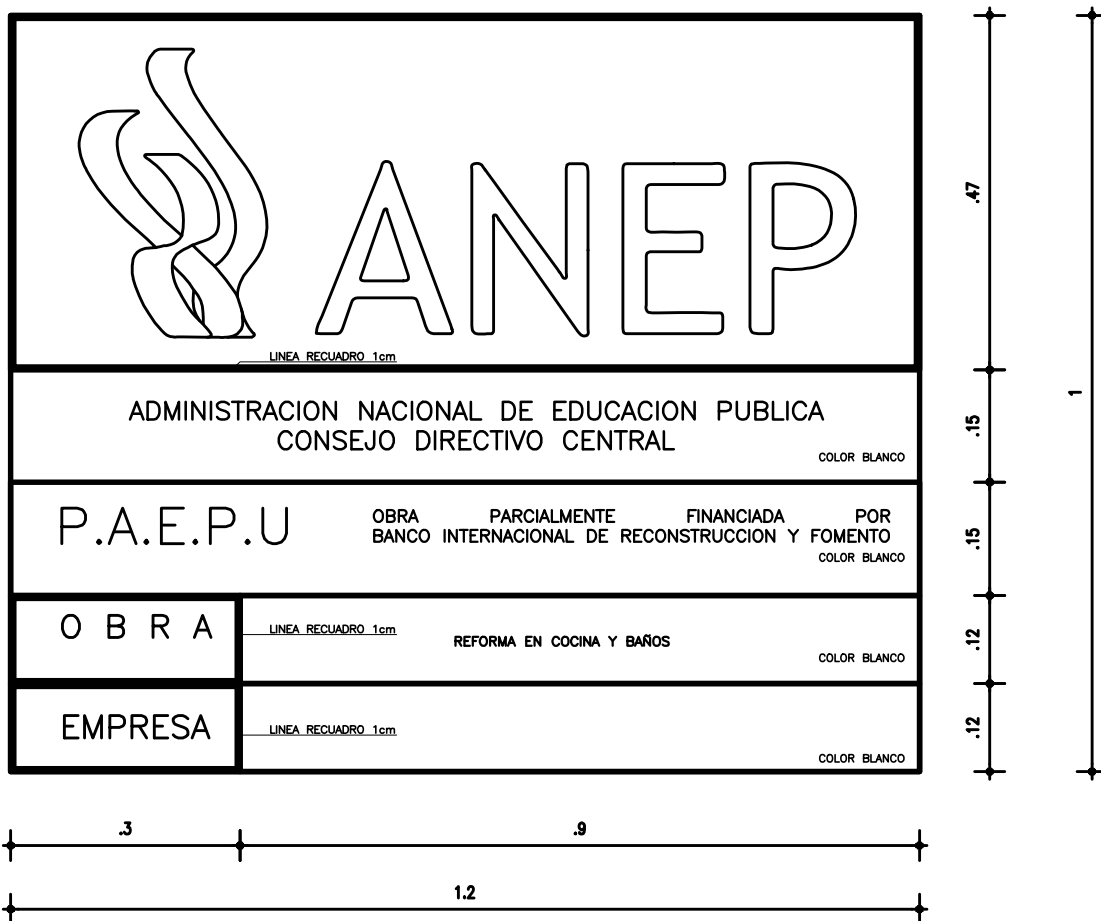 ANEP
.47
LINEA RECUADRO 1cm
1
ADMINISTRACION NACIONAL DE EDUCACION PUBLICA
CONSEJO DIRECTIVO CENTRAL
COLOR BLANCO
.15
P.A.E.P.U
OBRA PARCIALMENTE FINANCIADA POR
BANCO INTERNACIONAL DE RECONSTRUCCION Y FOMENTO
COLOR BLANCO
.15
O B R A
LINEA RECUADRO 1cm
REFORMA EN COCINA Y BAÑOS
COLOR BLANCO
.12
EMPRESA
LINEA RECUADRO 1cm
COLOR BLANCO
.12
.3
.9
1.2